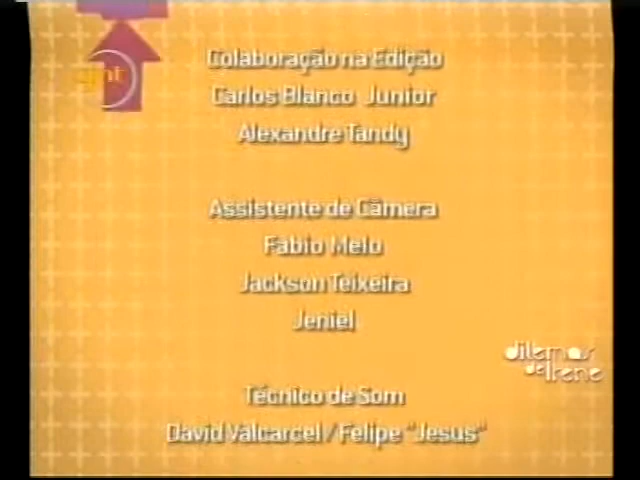 gnt
Colaboração na Edição
Carlos Blanco Junior
Alexandre Tandy
Assistente de Câmera
Fabio Melo
Jackson Teixeira
Jeniel
dilemas
de Irene
Técnico de Som
David Valcarcel / Felipe "Jesus"